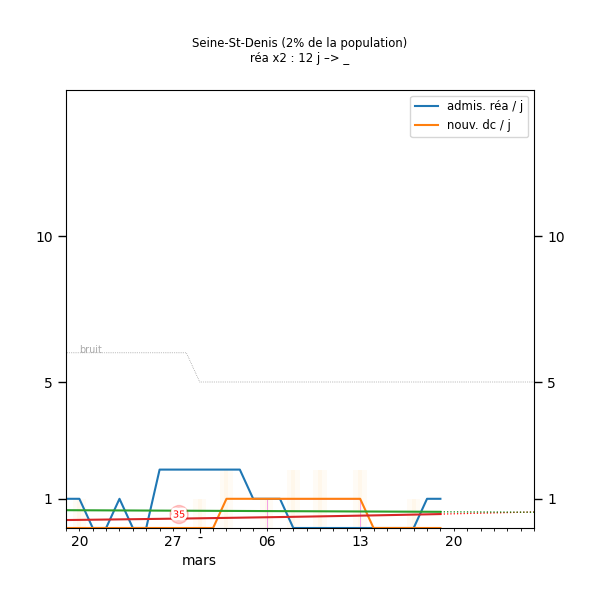 Seine-St-Denis (2% de la population)
réa x2 : 12 j –> _
admis. réa / j
nouv. dc / j
10 10
bruit
5 5
1 1
35
20 27 - 06 13 20
mars